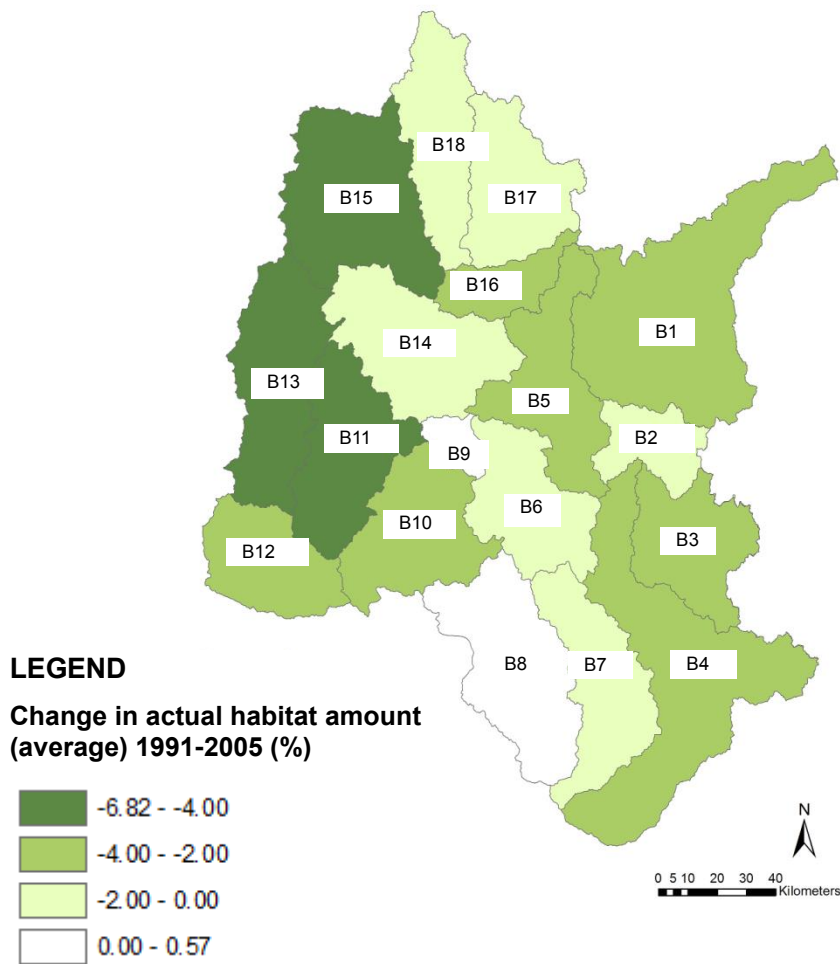 B18
B15
B17
B16
B1
B14
B13
B5
B11
B2
B9
B6
B10
B3
B12
B8
B7
B4
LEGEND
Change in actual habitat amount
(average) 1991-2005 (%)
-6.82 - -4.00
-4.00 - -2.00
-2.00 - 0.00
0.00 - 0.57
N
0 5 10 20 30 40
Kilometers